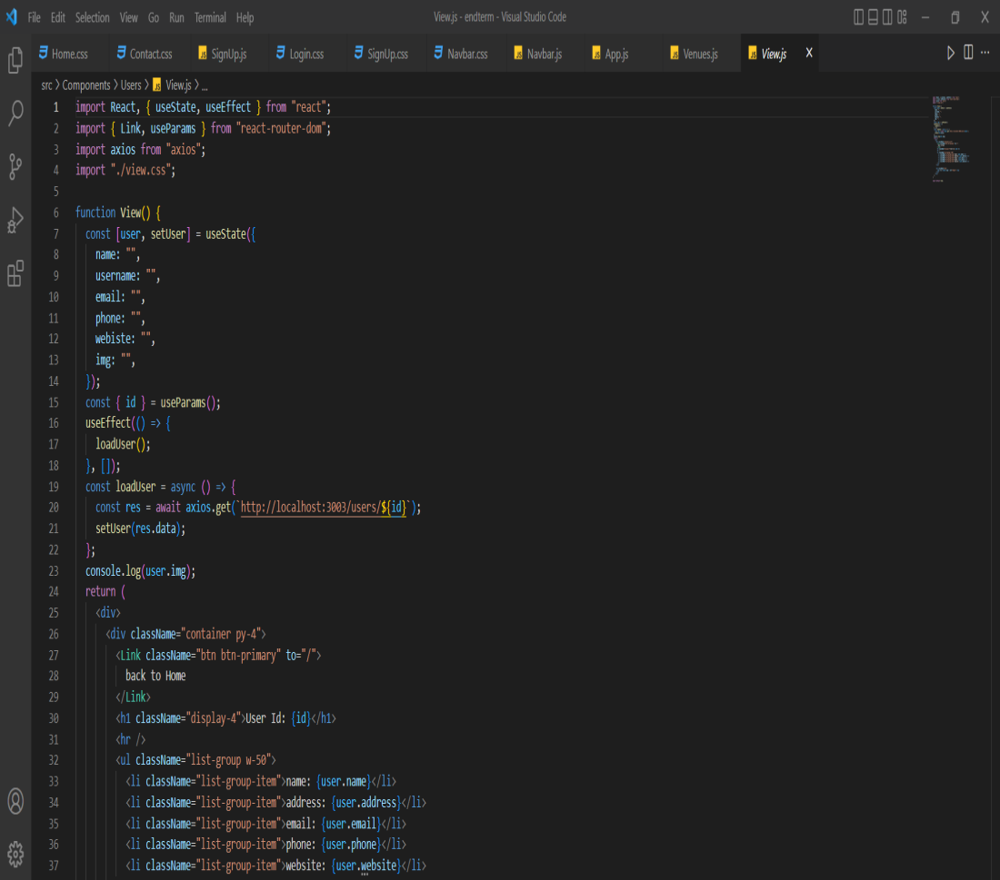 File Edit Selection View Go Run Terminal Help View.js - endterm - Visual Studio Code
Home.css Contact.css SignUp.js Login.css SignUp.css Navbar.css Navbar.js App.js Venues.js View.js
src > Components > Users > View.js > ...
1 import React, { useState, useEffect } from "react";
2 import { Link, useParams } from "react-router-dom";
3 import axios from "axios";
4 import "./view.css";
5
6 function View() {
7 const [user, setUser] = useState({
8 name: "",
9 username: "",
10 email: "",
11 phone: "",
12 webiste: "",
13 img: "",
14 });
15 const { id } = useParams();
16 useEffect(() => {
17 loadUser();
18 }, []);
19 const loadUser = async () => {
20 const res = await axios.get(`http://localhost:3003/users/${id}`);
21 setUser(res.data);
22 };
23 console.log(user.img);
24 return (
25 <div>
26 <div className="container py-4">
27 <Link className="btn btn-primary" to="/">
28 back to Home
29 </Link>
30 <h1 className="display-4">User Id: {id}</h1>
31 <hr />
32 <ul className="list-group w-50">
33 <li className="list-group-item">name: {user.name}</li>
34 <li className="list-group-item">address: {user.address}</li>
35 <li className="list-group-item">email: {user.email}</li>
36 <li className="list-group-item">phone: {user.phone}</li>
37 <li className="list-group-item">website: {user.website}</li>